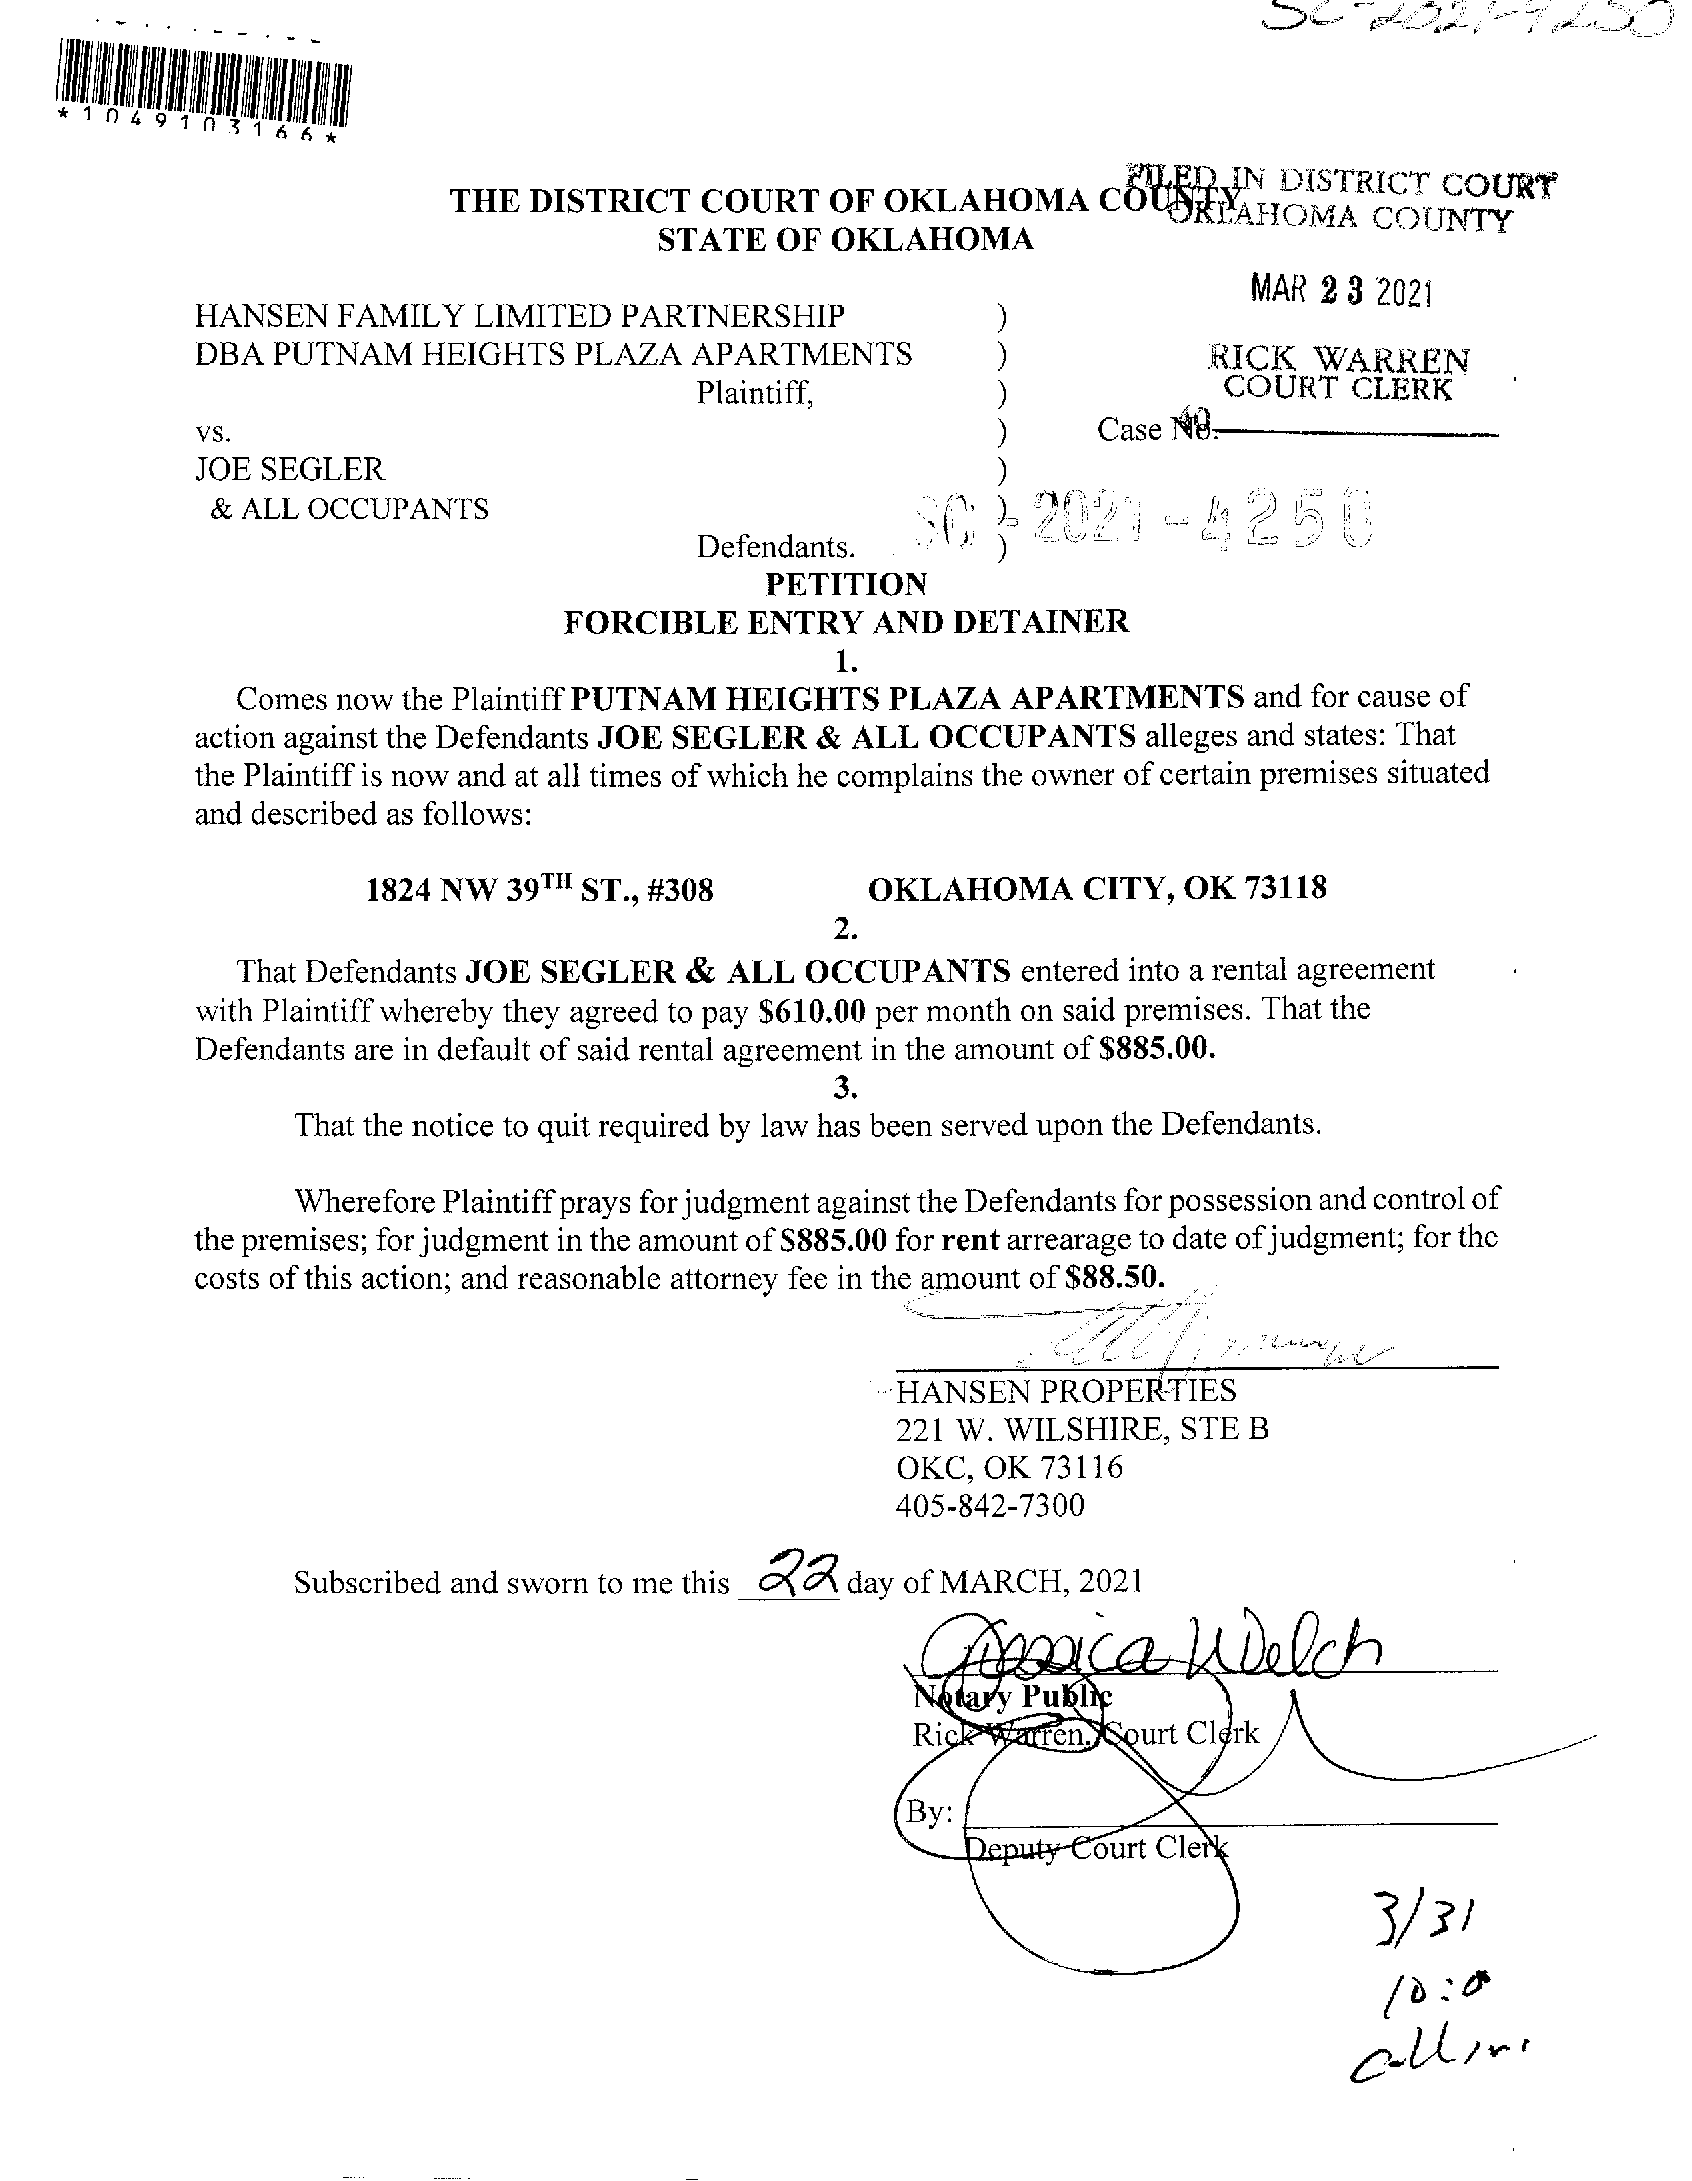 SC-2021-4250
*1049103166*
FILED IN DISTRICT COURT
OKLAHOMA COUNTY
THE DISTRICT COURT OF OKLAHOMA COUNTY
STATE OF OKLAHOMA
MAR 23 2021
RICK WARREN
COURT CLERK
40
HANSEN FAMILY LIMITED PARTNERSHIP )
DBA PUTNAM HEIGHTS PLAZA APARTMENTS )
Plaintiff, )
vs. ) Case No.
JOE SEGLER )
& ALL OCCUPANTS )
SC-2021-4250
Defendants. )
PETITION
FORCIBLE ENTRY AND DETAINER
1.
Comes now the Plaintiff PUTNAM HEIGHTS PLAZA APARTMENTS and for cause of
action against the Defendants JOE SEGLER & ALL OCCUPANTS alleges and states: That
the Plaintiff is now and at all times of which he complains the owner of certain premises situated
and described as follows:
1824 NW 39TH ST., #308 OKLAHOMA CITY, OK 73118
2.
That Defendants JOE SEGLER & ALL OCCUPANTS entered into a rental agreement
with Plaintiff whereby they agreed to pay $610.00 per month on said premises. That the
Defendants are in default of said rental agreement in the amount of $885.00.
3.
That the notice to quit required by law has been served upon the Defendants.
Wherefore Plaintiff prays for judgment against the Defendants for possession and control of
the premises; for judgment in the amount of $885.00 for rent arrearage to date of judgment; for the
costs of this action; and reasonable attorney fee in the amount of $88.50.
HANSEN PROPERTIES
221 W. WILSHIRE, STE B
OKC, OK 73116
405-842-7300
Subscribed and sworn to me this 22 day of MARCH, 2021
Jessica Welch
Notary Public
Rick Warren, Court Clerk
By:
Deputy Court Clerk
3/31
10:0